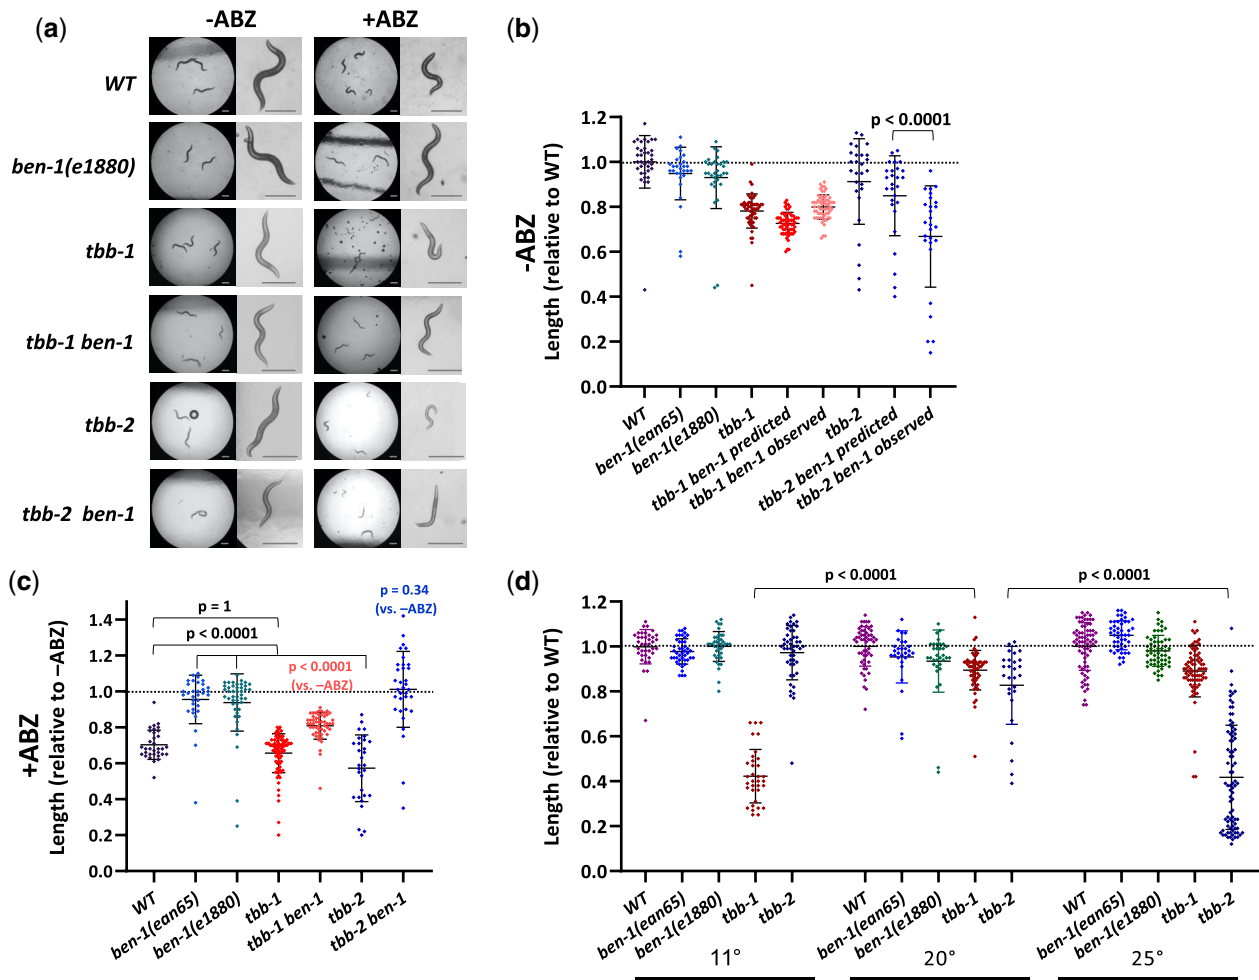 (a)
-ABZ
+ABZ
WT
ben-1(e1880)
tbb-1
tbb-1 ben-1
tbb-2
tbb-2 ben-1
(b)
-ABZ
Length (relative to WT)
1.2
1.0
0.8
0.6
0.4
0.2
0.0
p < 0.0001
WT
ben-1(ean65)
ben-1(e1880)
tbb-1
tbb-1 ben-1 predicted
tbb-1 ben-1 observed
tbb-2
tbb-2 ben-1 predicted
tbb-2 ben-1 observed
(c)
+ABZ
Length (relative to –ABZ)
1.4
1.2
1.0
0.8
0.6
0.4
0.2
0.0
p = 1
p < 0.0001
p < 0.0001
(vs. –ABZ)
p = 0.34
(vs. –ABZ)
WT
ben-1(ean65)
ben-1(e1880)
tbb-1
tbb-1 ben-1
tbb-2
tbb-2 ben-1
(d)
Length (relative to WT)
1.2
1.0
0.8
0.6
0.4
0.2
0.0
p < 0.0001
p < 0.0001
WT
ben-1(ean65)
ben-1(e1880)
tbb-1
tbb-2
WT
ben-1(ean65)
ben-1(e1880)
tbb-1
tbb-2
WT
ben-1(ean65)
ben-1(e1880)
tbb-1
tbb-2
11°
20°
25°